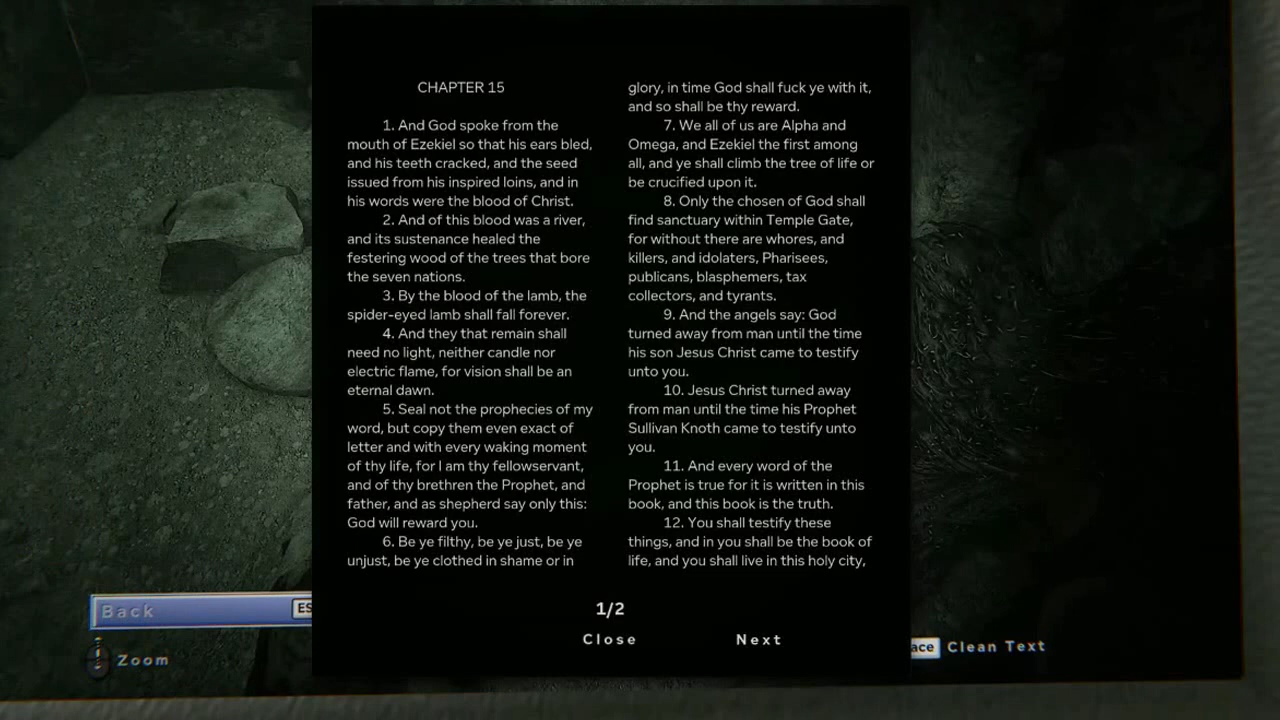 CHAPTER 15
1. And God spoke from the
mouth of Ezekiel so that his ears bled,
and his teeth cracked, and the seed
issued from his inspired loins, and in
his words were the blood of Christ.
2. And of this blood was a river,
and its sustenance healed the
festering wood of the trees that bore
the seven nations.
3. By the blood of the lamb, the
spider-eyed lamb shall fall forever.
4. And they that remain shall
need no light, neither candle nor
electric flame, for vision shall be an
eternal dawn.
5. Seal not the prophecies of my
word, but copy them even exact of
letter and with every waking moment
of thy life, for I am thy fellowservant,
and of thy brethren the Prophet, and
father, and as shepherd say only this:
God will reward you.
6. Be ye filthy, be ye just, be ye
unjust, be ye clothed in shame or in
glory, in time God shall fuck ye with it,
and so shall be thy reward.
7. We all of us are Alpha and
Omega, and Ezekiel the first among
all, and ye shall climb the tree of life or
be crucified upon it.
8. Only the chosen of God shall
find sanctuary within Temple Gate,
for without there are whores, and
killers, and idolaters, Pharisees,
publicans, blasphemers, tax
collectors, and tyrants.
9. And the angels say: God
turned away from man until the time
his son Jesus Christ came to testify
unto you.
10. Jesus Christ turned away
from man until the time his Prophet
Sullivan Knoth came to testify unto
you.
11. And every word of the
Prophet is true for it is written in this
book, and this book is the truth.
12. You shall testify these
things, and in you shall be the book of
life, and you shall live in this holy city,
1/2
Close Next
Back ES
Zoom
ace Clean Text